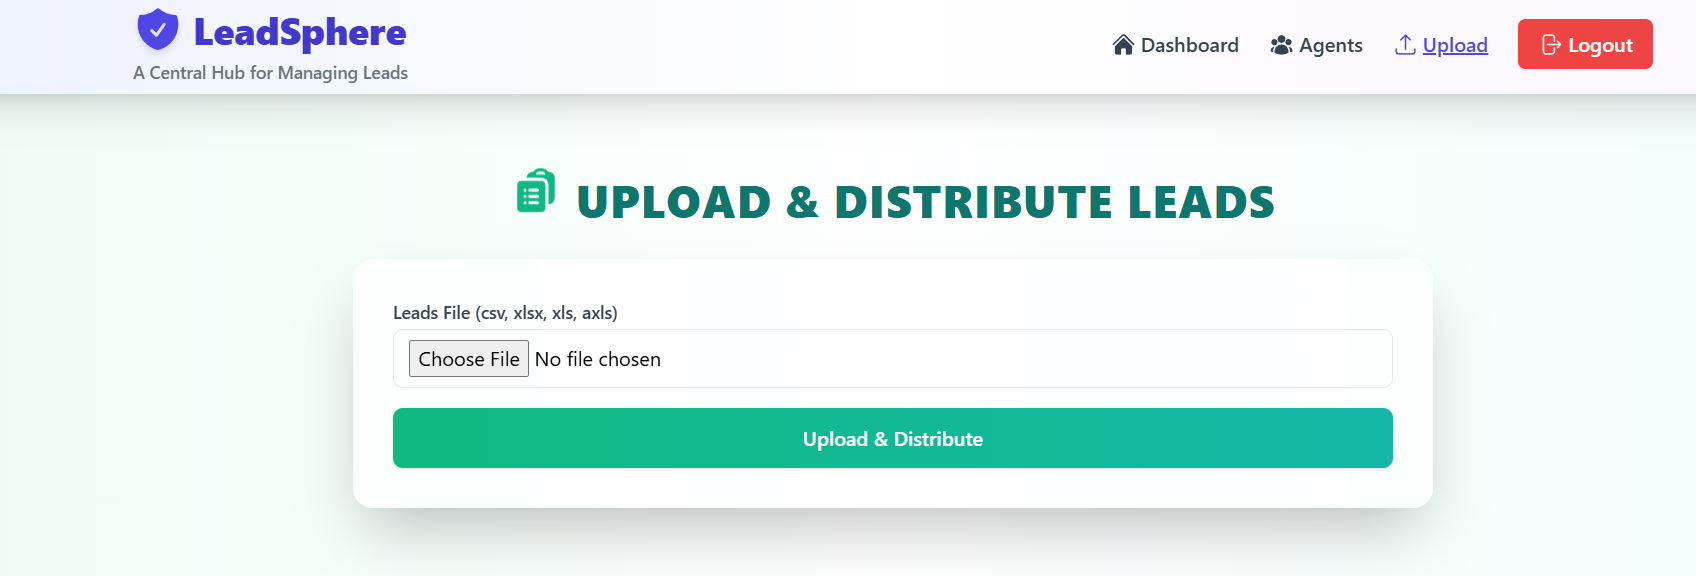 LeadSphere
A Central Hub for Managing Leads
Dashboard
Agents
Upload
Logout
UPLOAD & DISTRIBUTE LEADS
Leads File (csv, xlsx, xls, axls)
Choose File No file chosen
Upload & Distribute